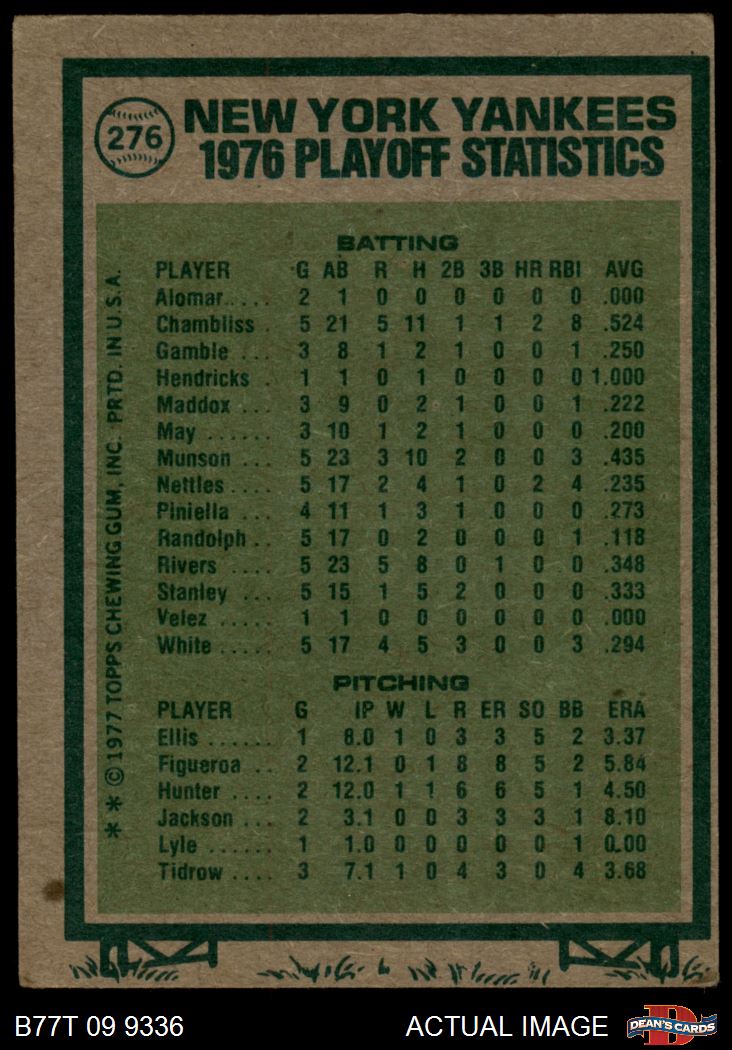 276
NEW YORK YANKEES
1976 PLAYOFF STATISTICS
BATTING
PLAYER G AB R H 2B 3B HR RBI AVG
Alomar..... 2 1 0 0 0 0 0 0 .000
Chambliss . 5 21 5 11 1 1 2 8 .524
Gamble ... 3 8 1 2 1 0 0 1 .250
Hendricks . 1 1 0 1 0 0 0 0 1.000
Maddox ... 3 9 0 2 1 0 0 1 .222
May ...... 3 10 1 2 1 0 0 0 .200
Munson ... 5 23 3 10 2 0 0 3 .435
Nettles .... 5 17 2 4 1 0 2 4 .235
Piniella ... 4 11 1 3 1 0 0 0 .273
Randolph .. 5 17 0 2 0 0 0 1 .118
Rivers .... 5 23 5 8 0 1 0 0 .348
Stanley ... 5 15 1 5 2 0 0 0 .333
Velez ..... 1 1 0 0 0 0 0 0 .000
White ..... 5 17 4 5 3 0 0 3 .294
PITCHING
PLAYER G IP W L R ER SO BB ERA
Ellis ...... 1 8.0 1 0 3 3 5 2 3.37
Figueroa .. 2 12.1 0 1 8 8 5 2 5.84
Hunter .... 2 12.0 1 1 6 6 5 1 4.50
Jackson ... 2 3.1 0 0 3 3 3 1 8.10
Lyle ...... 1 1.0 0 0 0 0 0 1 0.00
Tidrow .... 3 7.1 1 0 4 3 0 4 3.68
* * © 1977 TOPPS CHEWING GUM, INC. PRTD. IN U.S.A.
B77T 09 9336
ACTUAL IMAGE
D
DEAN'S CARDS